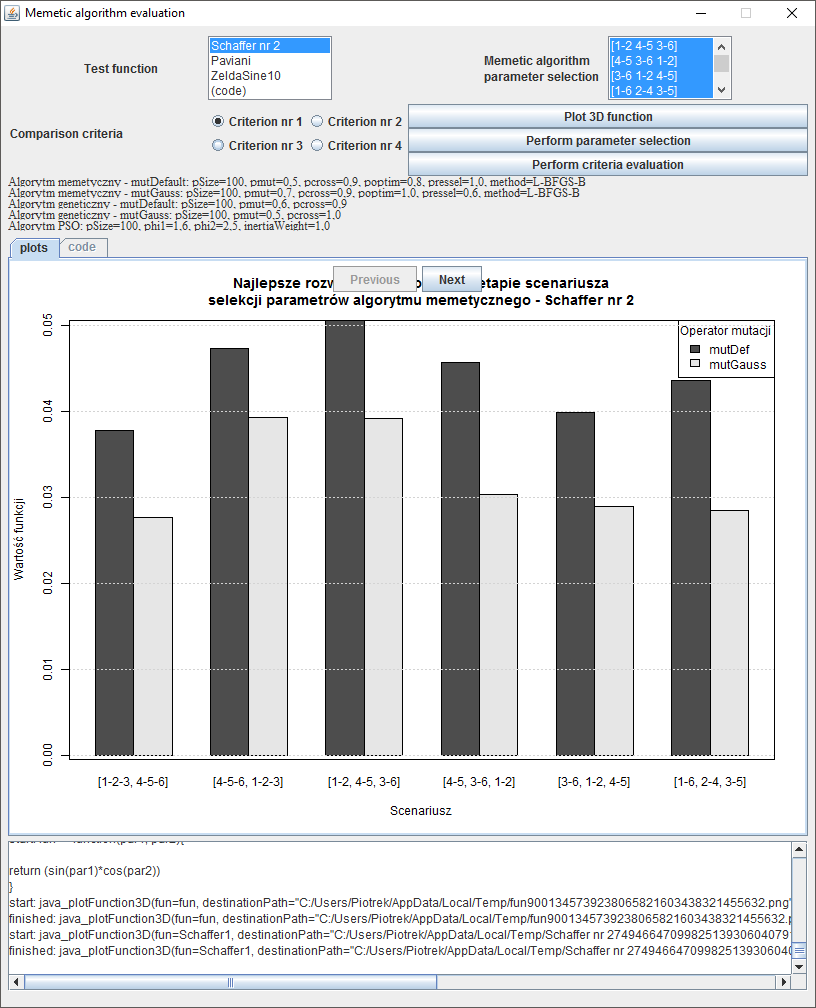 Memetic algorithm evaluation
Test function
Schaffer nr 2
Paviani
ZeldaSine10
(code)
Memetic algorithm
parameter selection
[1-2 4-5 3-6]
[4-5 3-6 1-2]
[3-6 1-2 4-5]
[1-6 2-4 3-5]
Comparison criteria
Criterion nr 1
Criterion nr 2
Criterion nr 3
Criterion nr 4
Plot 3D function
Perform parameter selection
Perform criteria evaluation
Algorytm memetyczny - mutDefault: pSize=100, pmut=0,5, pcross=0,9, poptim=0,8, pressel=1,0, method=L-BFGS-B
Algorytm memetyczny - mutGauss: pSize=100, pmut=0,7, pcross=0,9, poptim=1,0, pressel=0,6, method=L-BFGS-B
Algorytm genetyczny - mutDefault: pSize=100, pmut=0,6, pcross=0,9
Algorytm genetyczny - mutGauss: pSize=100, pmut=0,5, pcross=1,0
Algorytm PSO: pSize=100, phi1=1,6, phi2=2,5, inertiaWeight=1,0
plots
code
Previous
Next
Najlepsze etapie scenariusza
selekcji parametrów algorytmu memetycznego - Schaffer nr 2
Operator mutacji
mutDef
mutGauss
0.05
0.04
0.03
0.02
0.01
0.00
Wartość funkcji
[1-2-3, 4-5-6]
[4-5-6, 1-2-3]
[1-2, 4-5, 3-6]
[4-5, 3-6, 1-2]
[3-6, 1-2, 4-5]
[1-6, 2-4, 3-5]
Scenariusz
return (sin(par1)*cos(par2))
}
start: java_plotFunction3D(fun=fun, destinationPath="C:/Users/Piotrek/AppData/Local/Temp/fun9001345739238065821603438321455632.png"
finished: java_plotFunction3D(fun=fun, destinationPath="C:/Users/Piotrek/AppData/Local/Temp/fun9001345739238065821603438321455632.p
start: java_plotFunction3D(fun=Schaffer1, destinationPath="C:/Users/Piotrek/AppData/Local/Temp/Schaffer nr 27494664709982513930604079
finished: java_plotFunction3D(fun=Schaffer1, destinationPath="C:/Users/Piotrek/AppData/Local/Temp/Schaffer nr 274946647099825139306040